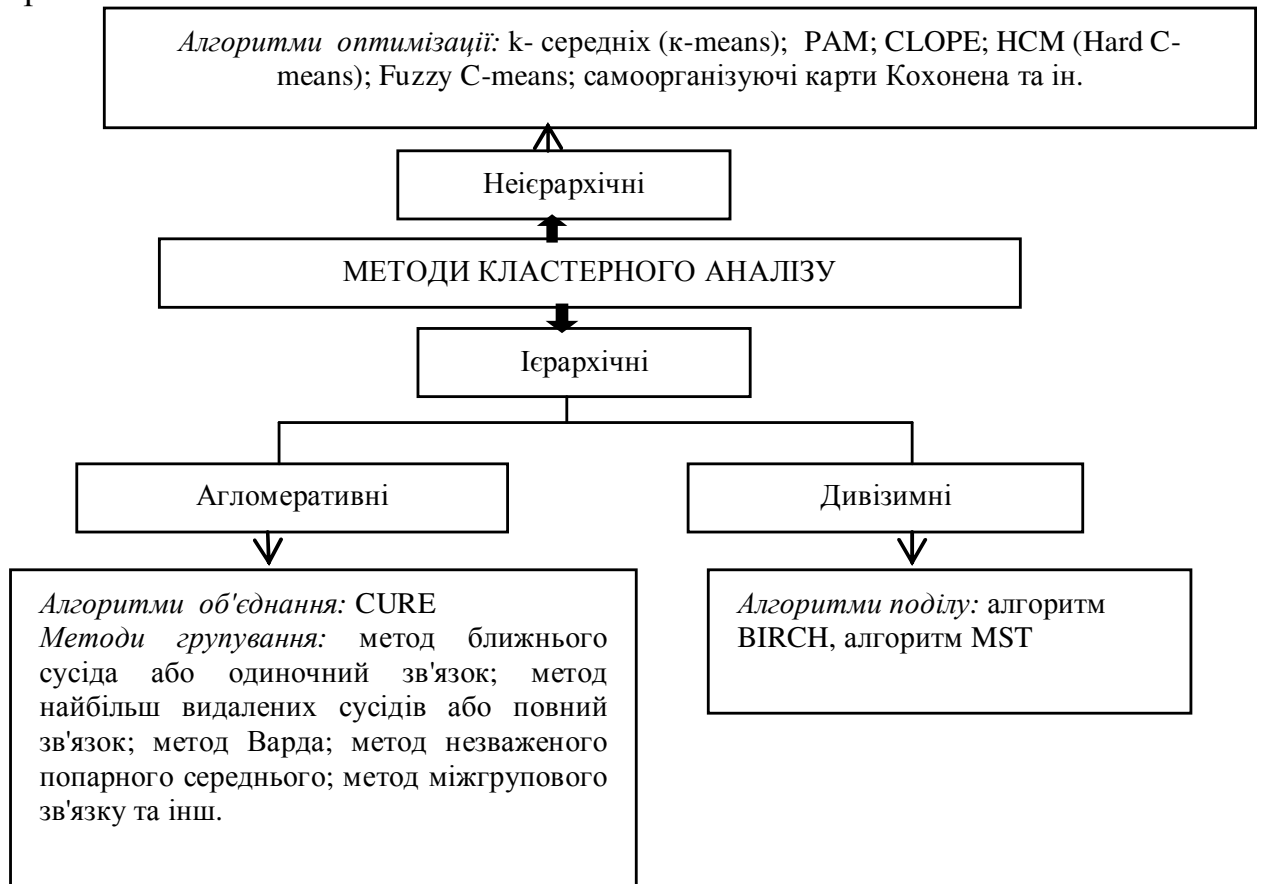 Алгоритми оптимізації: k- середніх (к-means); PAM; CLOPE; HCM (Hard C-
means); Fuzzy C-means; самоорганізуючі карти Кохонена та ін.
Неієрархічні
МЕТОДИ КЛАСТЕРНОГО АНАЛІЗУ
Ієрархічні
Агломеративні
Дивізимні
Алгоритми об'єднання: CURE
Методи групування: метод ближнього
сусіда або одиночний зв'язок; метод
найбільш видалених сусідів або повний
зв'язок; метод Варда; метод незваженого
попарного середнього; метод міжгрупового
зв'язку та інш.
Алгоритми поділу: алгоритм
BIRCH, алгоритм MST